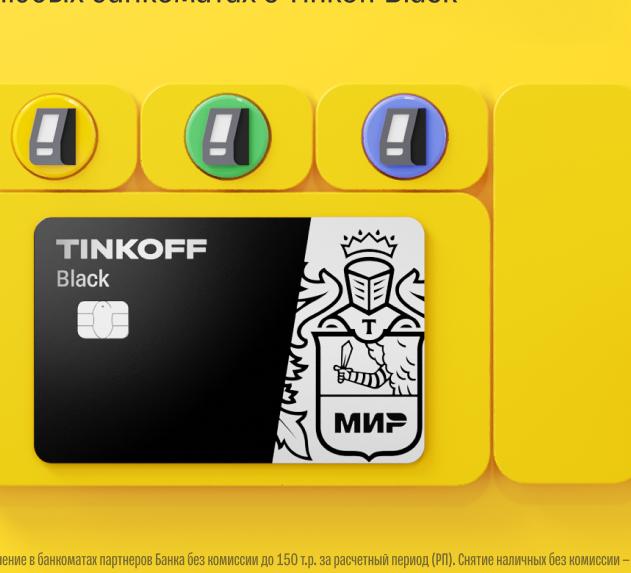 банкоматах с Tinkoff Black
TINKOFF
Black
T
МИР
в банкоматах партнеров Банка без комиссии до 150 т.р. за расчетный период (РП). Снятие наличных без комиссии –